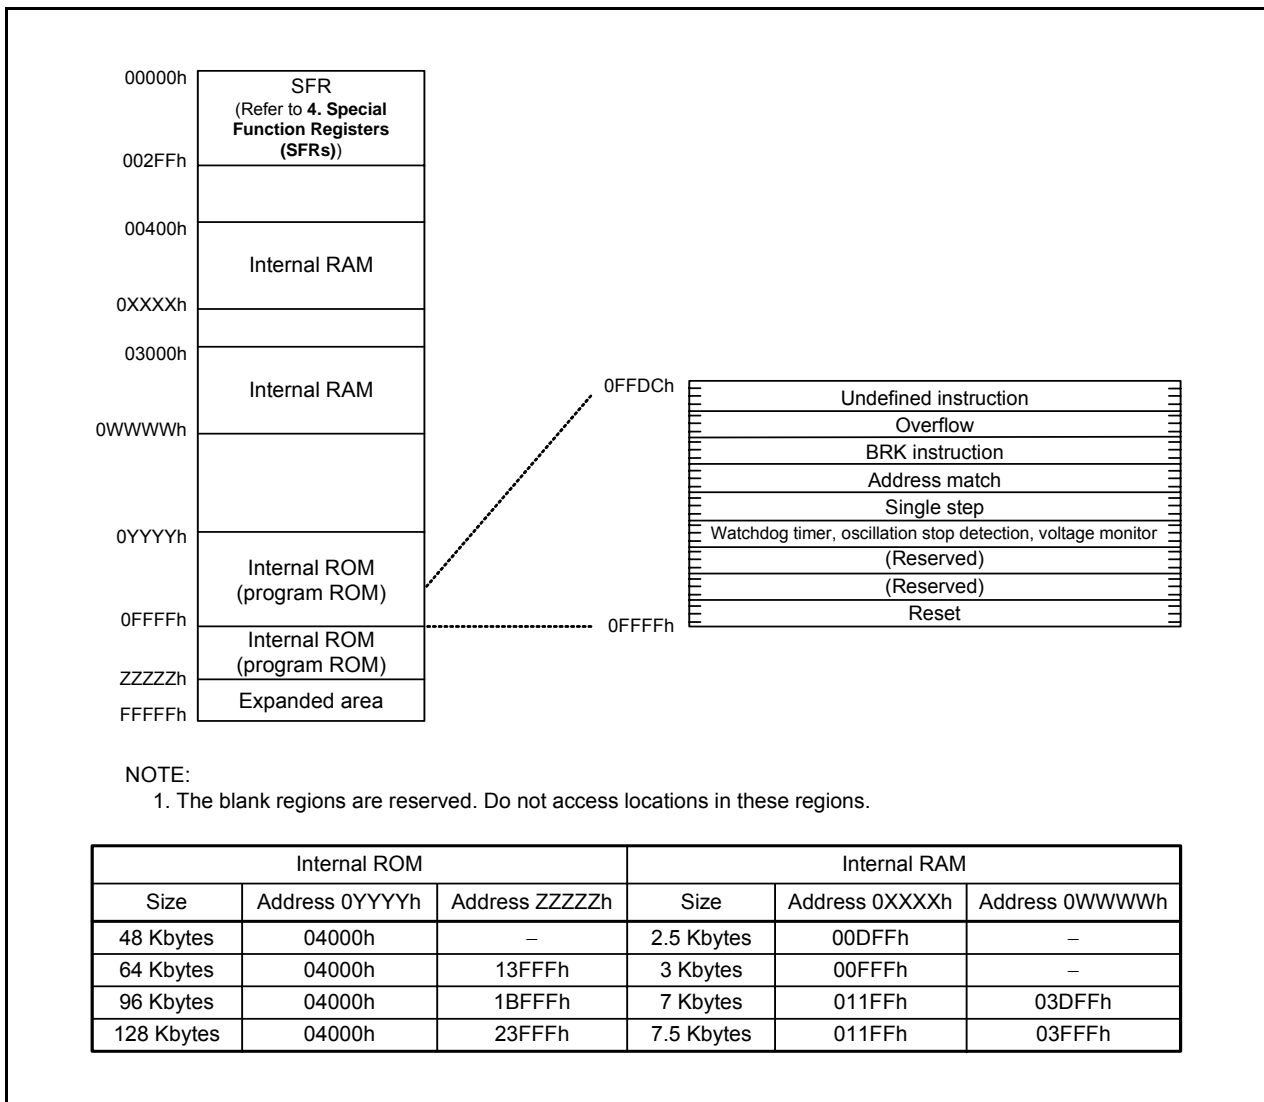 00000h
SFR
(Refer to 4. Special
Function Registers
(SFRs))
002FFh
00400h
Internal RAM
0XXXXh
03000h
Internal RAM
0WWWWh
0YYYYh
Internal ROM
(program ROM)
0FFFFh
Internal ROM
(program ROM)
ZZZZZh
Expanded area
FFFFFh
0FFDCh
Undefined instruction
Overflow
BRK instruction
Address match
Single step
Watchdog timer, oscillation stop detection, voltage monitor
(Reserved)
(Reserved)
Reset
0FFFFh
NOTE:
1. The blank regions are reserved. Do not access locations in these regions.
Internal ROM Internal RAM
Size Address 0YYYYh Address ZZZZZh Size Address 0XXXXh Address 0WWWWh
48 Kbytes 04000h – 2.5 Kbytes 00DFFh –
64 Kbytes 04000h 13FFFh 3 Kbytes 00FFFh –
96 Kbytes 04000h 1BFFFh 7 Kbytes 011FFh 03DFFh
128 Kbytes 04000h 23FFFh 7.5 Kbytes 011FFh 03FFFh